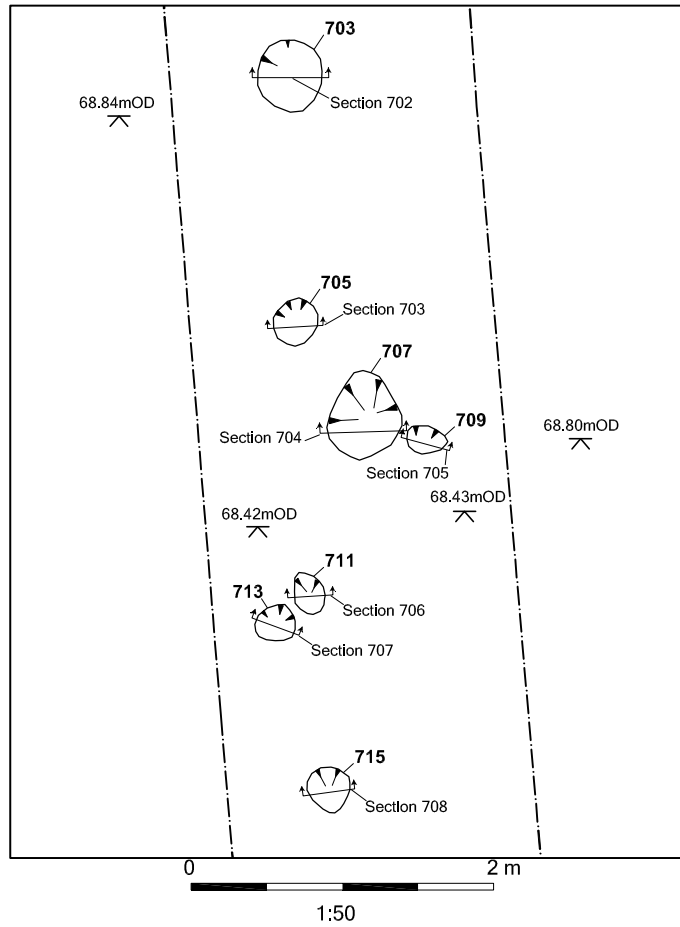 703
68.84mOD
Section 702
705
Section 703
707
709
Section 704
68.80mOD
Section 705
68.43mOD
68.42mOD
711
713
Section 706
Section 707
715
Section 708
0 2 m
1:50